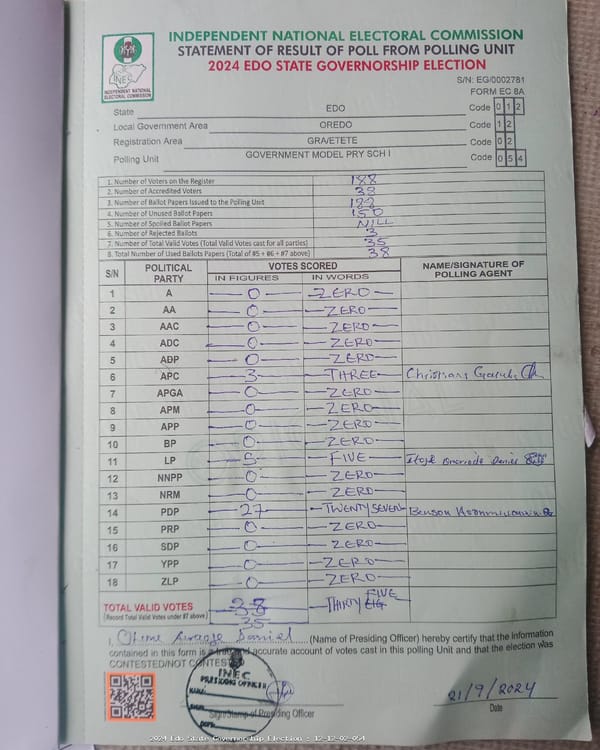 INDEPENDENT NATIONAL ELECTORAL COMMISSION
STATEMENT OF RESULT OF POLL FROM POLLING UNIT
2024 EDO STATE GOVERNORSHIP ELECTION
INEC
INDEPENDENT NATIONAL ELECTORAL COMMISSION
S/N: EG/0002781
FORM EC 8A
State EDO Code 0 1 2
Local Government Area OREDO Code 1 2
Registration Area GRA/ETETE Code 0 2
Polling Unit GOVERNMENT MODEL PRY SCH I Code 0 5 4
1. Number of Voters on the Register 188
2. Number of Accredited Voters 38
3. Number of Ballot Papers Issued to the Polling Unit 188
4. Number of Unused Ballot Papers 150
5. Number of Spoiled Ballot Papers NILL
6. Number of Rejected Ballots 3
7. Number of Total Valid Votes (Total Valid Votes cast for all parties) 35
8. Total Number of Used Ballots Papers (Total of #5 + #6 + #7 above) 38
S/N POLITICAL PARTY VOTES SCORED NAME/SIGNATURE OF POLLING AGENT
IN FIGURES IN WORDS
1 A 0 ZERO
2 AA 0 ZERO
3 AAC 0 ZERO
4 ADC 0 ZERO
5 ADP 0 ZERO
6 APC 3 THREE
7 APGA 0 ZERO
8 APM 0 ZERO
9 APP 0 ZERO
10 BP 0 ZERO
11 LP 5 FIVE
12 NNPP 0 ZERO
13 NRM 0 ZERO
14 PDP 27 TWENTY SEVEN Benson
15 PRP 0 ZERO
16 SDP 0 ZERO
17 YPP 0 ZERO
18 ZLP 0 ZERO
TOTAL VALID VOTES 38 THIRTY FIVE
(Record Total Valid Votes under #7 above) 35
I, Daniel (Name of Presiding Officer) hereby certify that the information
contained in this form is a true and accurate account of votes cast in this polling Unit and that the election was
CONTESTED/NOT CONTESTED
INEC
PRESIDING OFFICER
NAME:
SIGN:
DATE:
Sign/Stamp of Presiding Officer
21/9/2024
Date
2024 Edo State Governorship Election : 12-12-02-054